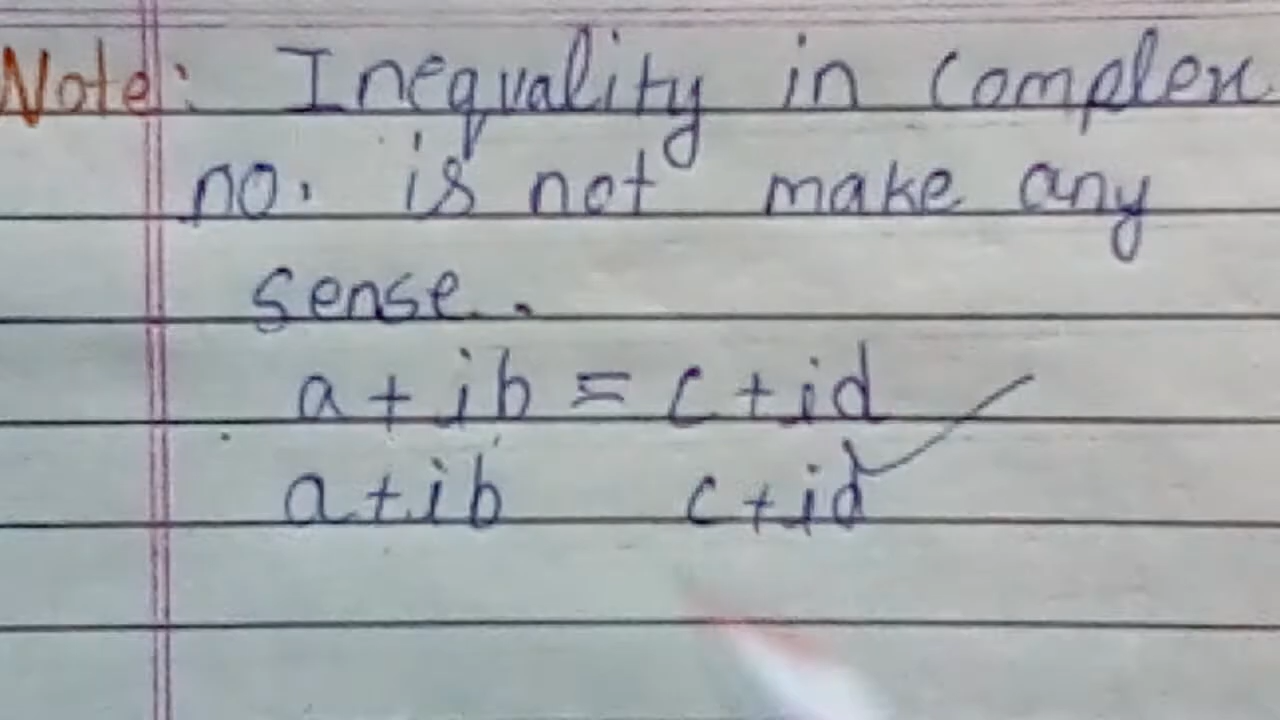 Note: Inequality in Complex
no. is not make any
sense.
a + ib = c + id
a + ib c + id